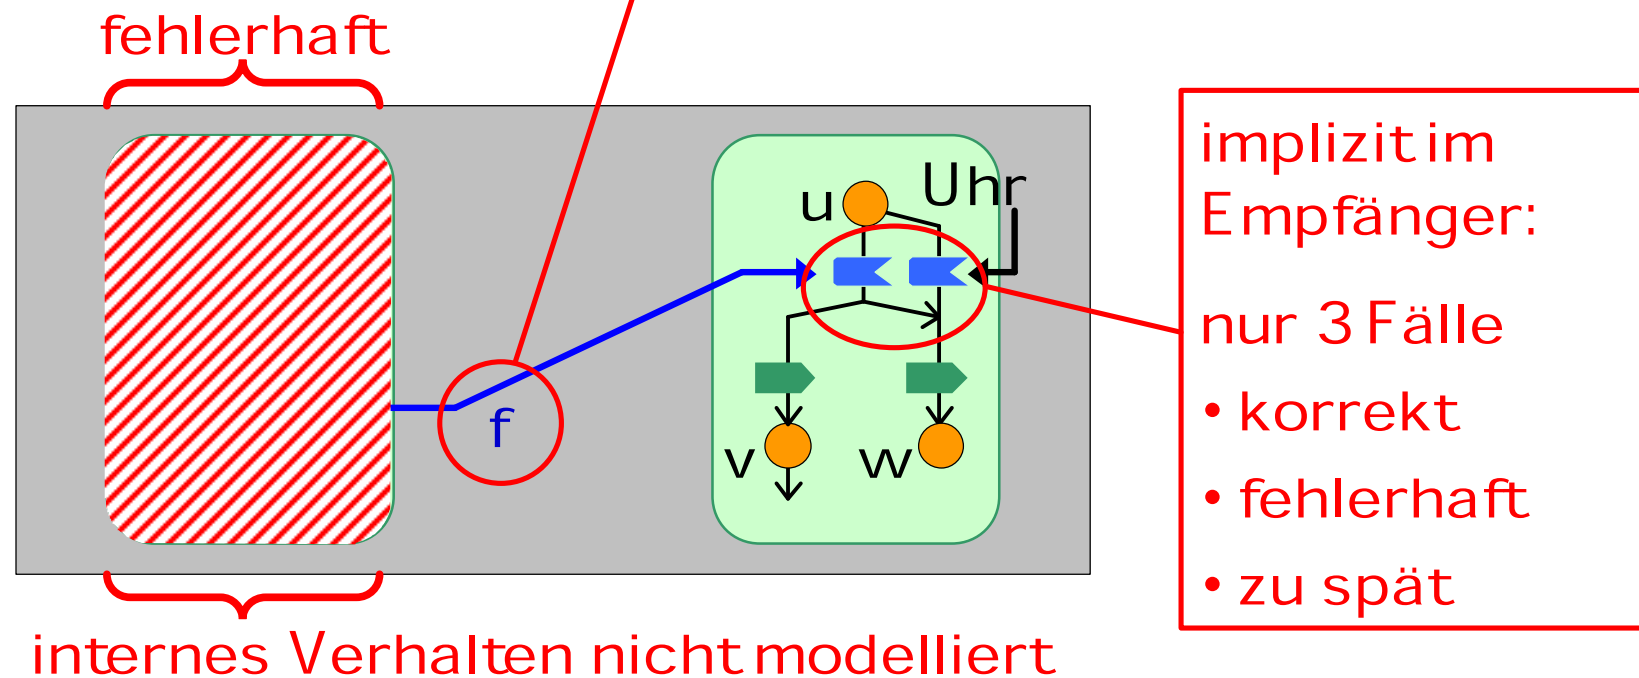 fehlerhaft
u
Uhr
f
v
w
internes Verhalten nicht modelliert
implizit im
Empfänger:
nur 3 Fälle
• korrekt
• fehlerhaft
• zu spät